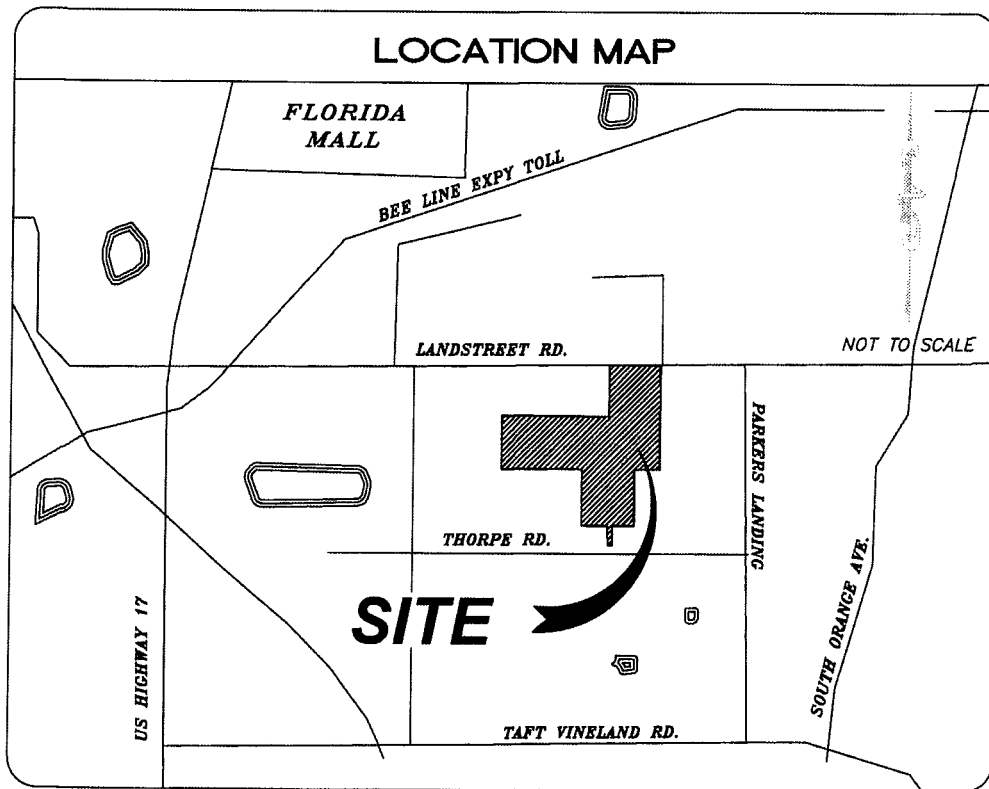 LOCATION MAP
FLORIDA
MALL
BEE LINE EXPY TOLL
LANDSTREET RD.
NOT TO SCALE
PARKERS LANDING
THORPE RD.
SITE
US HIGHWAY 17
SOUTH ORANGE AVE.
TAFT VINELAND RD.